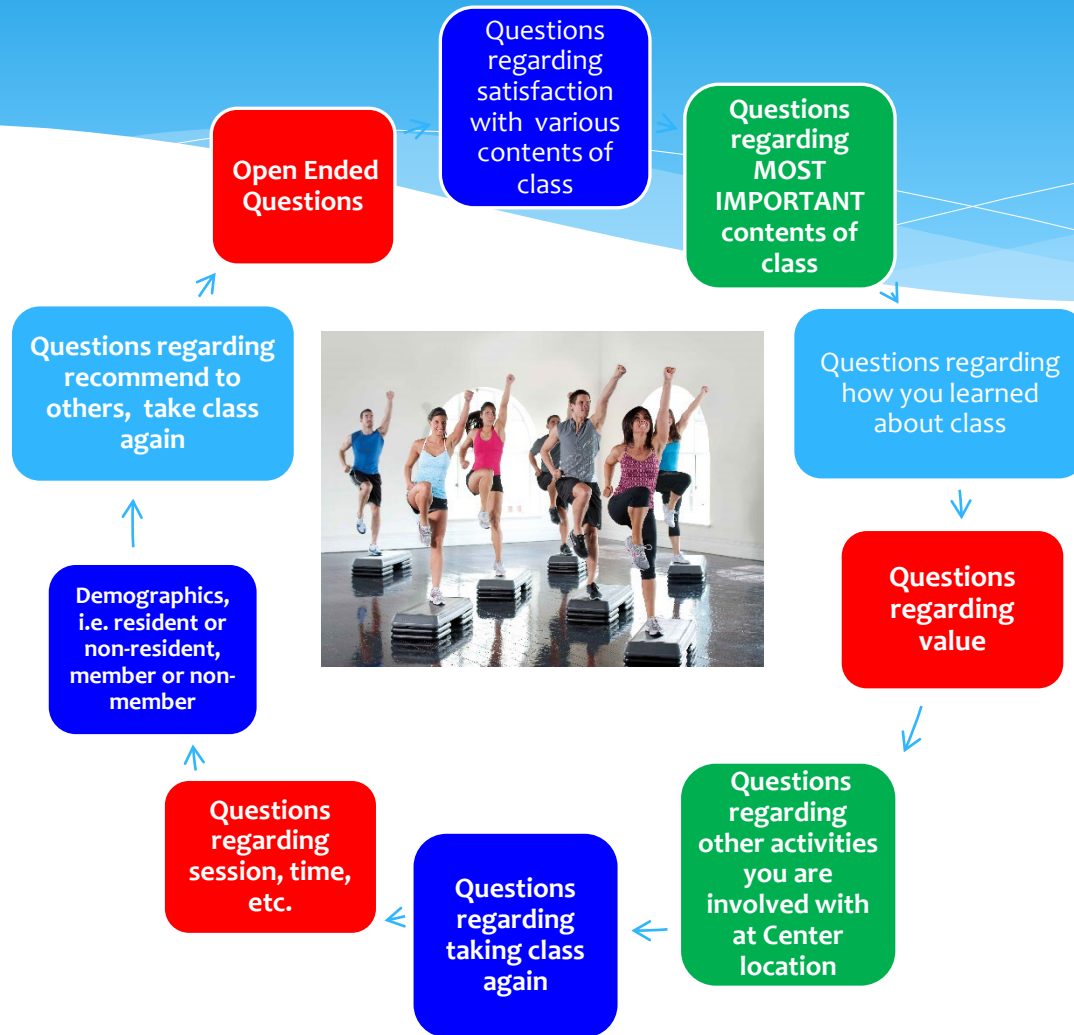 Questions
regarding
satisfaction
with various
contents of
class
Questions
regarding
MOST
IMPORTANT
contents of
class
Questions regarding
how you learned
about class
Questions
regarding
value
Questions
regarding
other activities
you are
involved with
at Center
location
Questions
regarding
taking class
again
Questions
regarding
session, time,
etc.
Demographics,
i.e. resident or
non-resident,
member or non-
member
Questions regarding
recommend to
others, take class
again
Open Ended
Questions